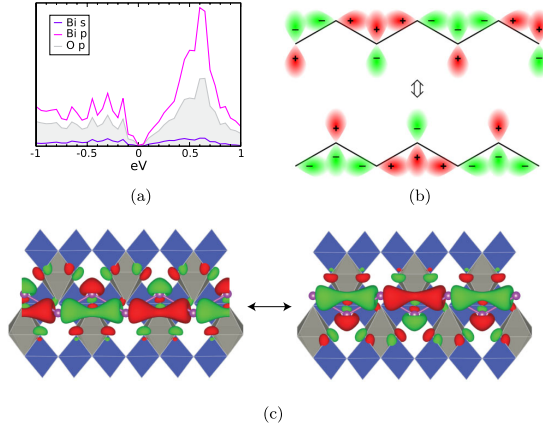 Bi s
Bi p
O p
-1 -0.5 0 0.5 1
eV
(a)
− − + + + − − + + +
+ − + −
⇕
+ − +
− − − + + + − − −
(b)
(c)